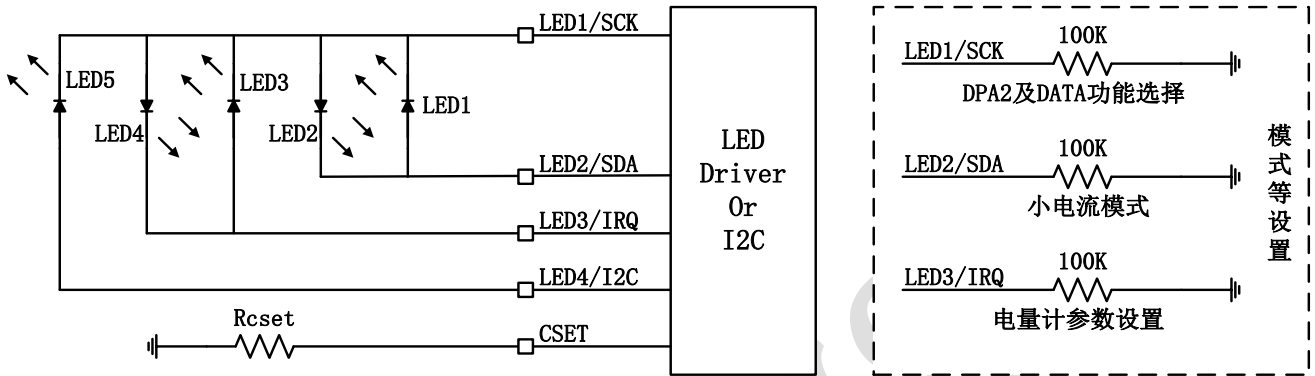 LED1/SCK
LED5
LED3
LED1
LED4
LED2
LED2/SDA
LED3/IRQ
LED4/I2C
Rcset
CSET
LED
Driver
Or
I2C
LED1/SCK
100K
DPA2及DATA功能选择
LED2/SDA
100K
小电流模式
LED3/IRQ
100K
电量计参数设置
模式等设置